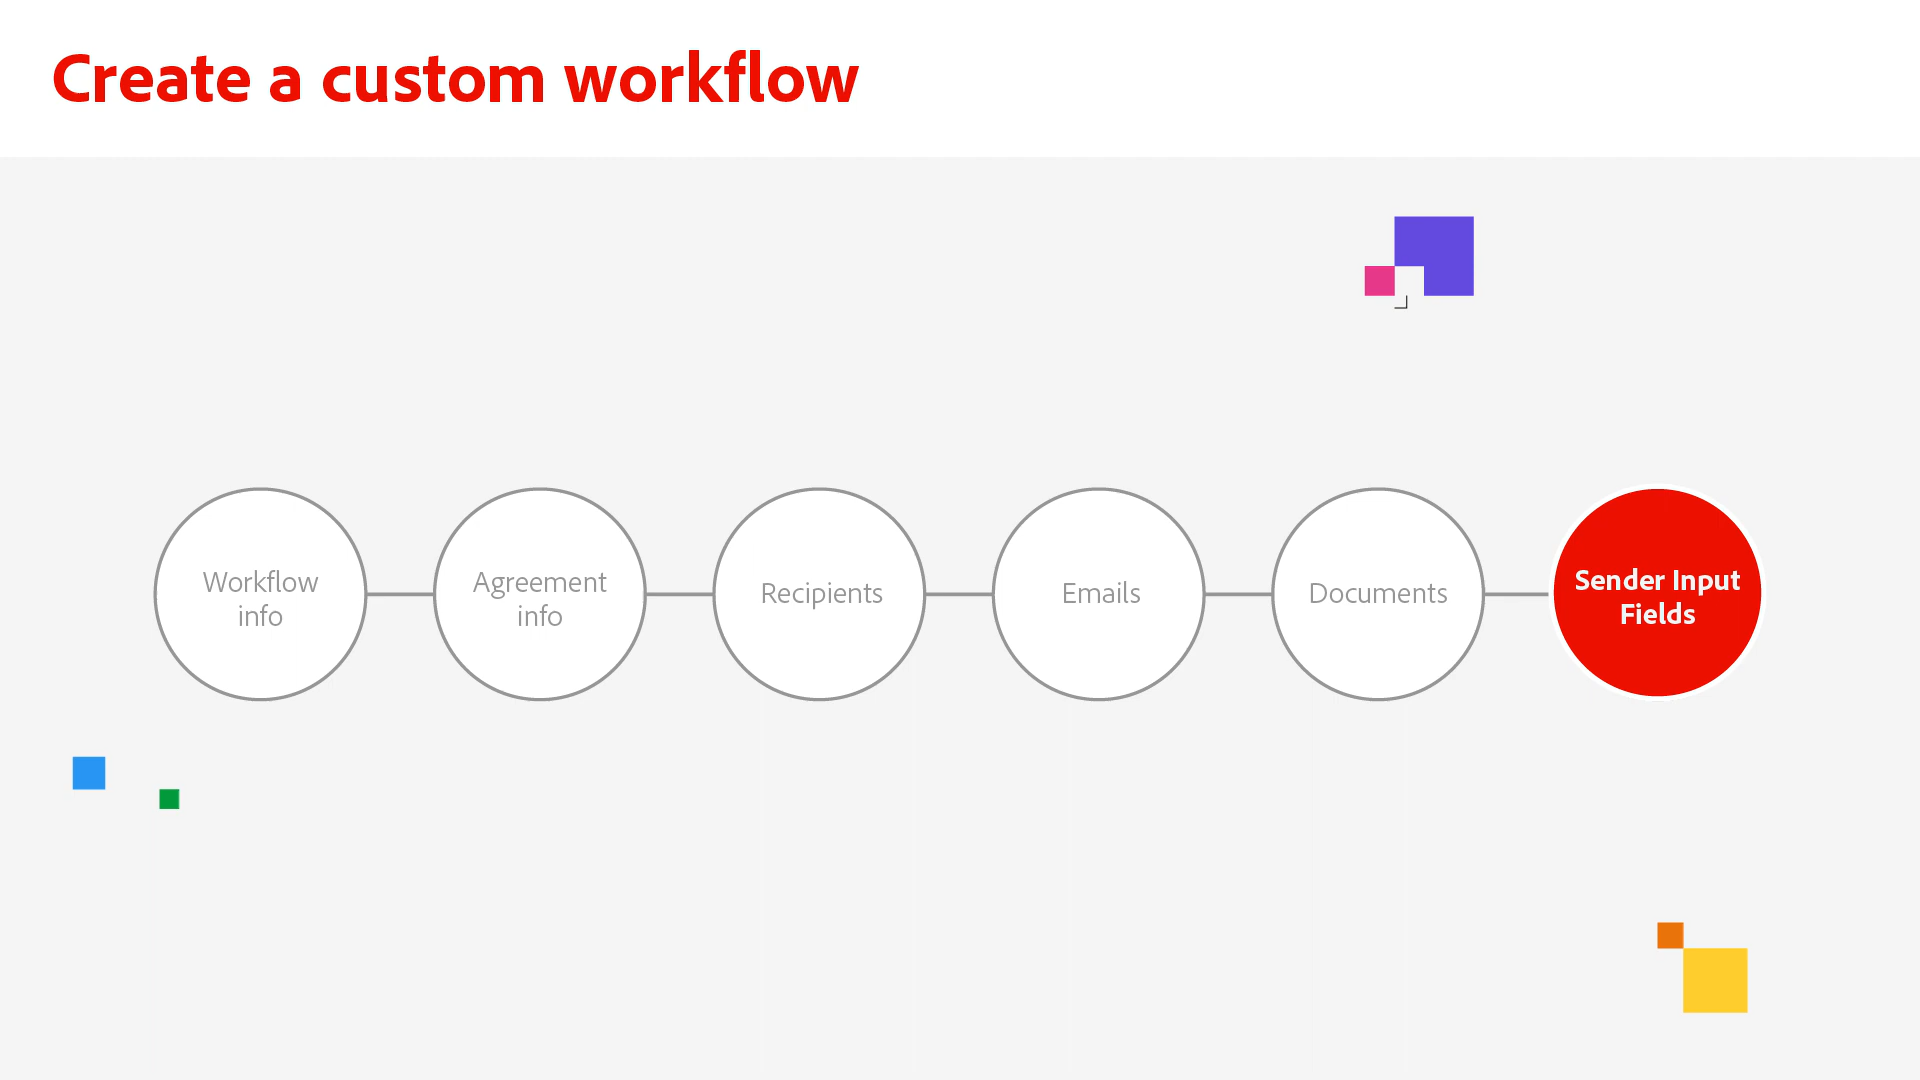 Create a custom workflow
Workflow
info
Agreement
info
Recipients
Emails
Documents
Sender Input
Fields